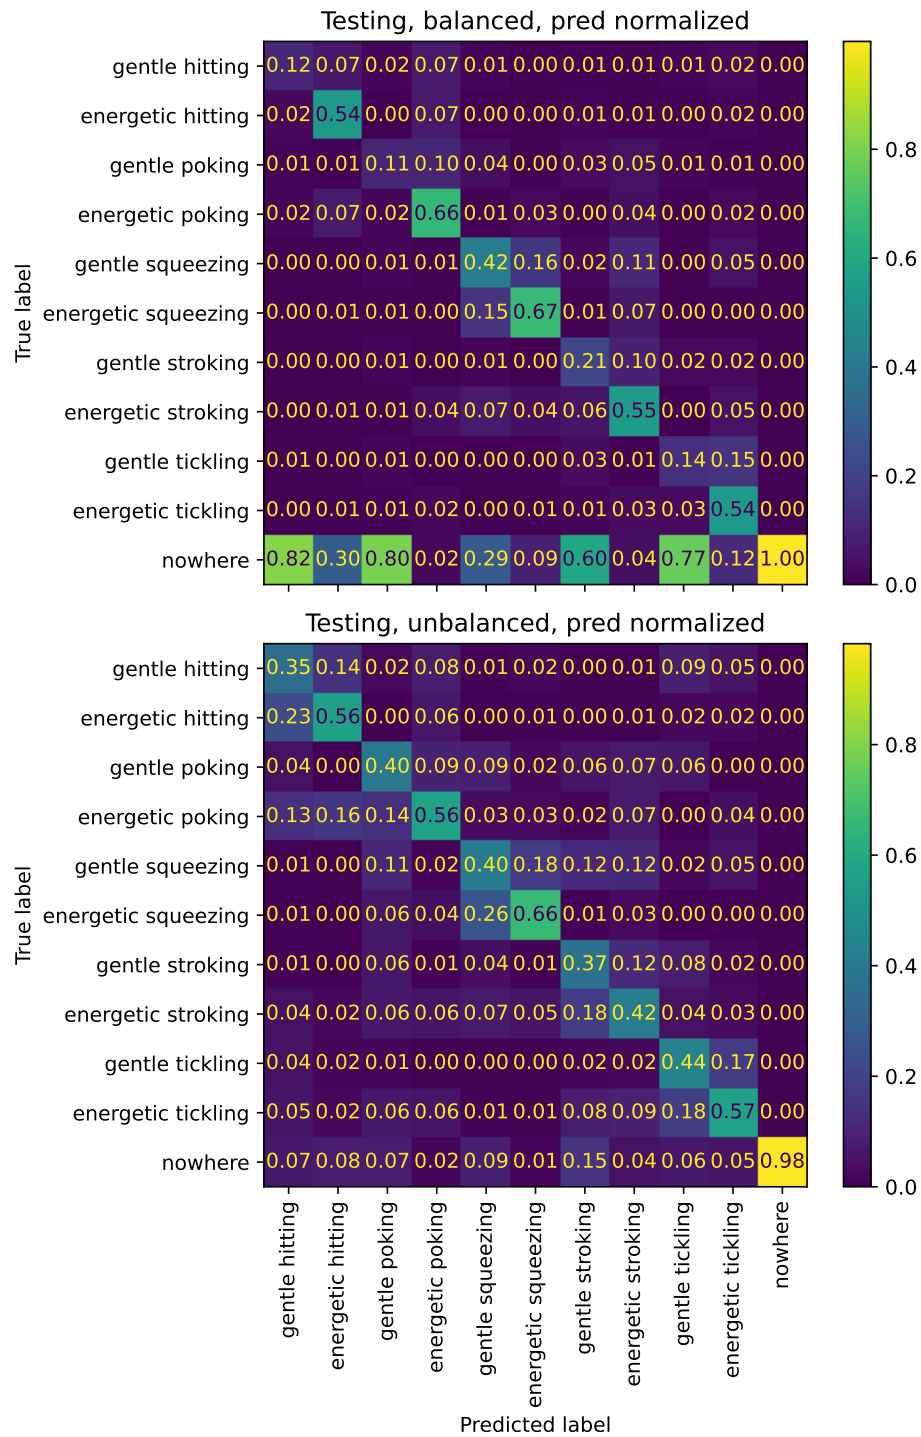 Testing, balanced, pred normalized
gentle hitting 0.12 0.07 0.02 0.07 0.01 0.00 0.01 0.01 0.01 0.02 0.00
energetic hitting 0.02 0.54 0.00 0.07 0.00 0.00 0.01 0.01 0.00 0.02 0.00
gentle poking 0.01 0.01 0.11 0.10 0.04 0.00 0.03 0.05 0.01 0.01 0.00
energetic poking 0.02 0.07 0.02 0.66 0.01 0.03 0.00 0.04 0.00 0.02 0.00
gentle squeezing 0.00 0.00 0.01 0.01 0.42 0.16 0.02 0.11 0.00 0.05 0.00
energetic squeezing 0.00 0.01 0.01 0.00 0.15 0.67 0.01 0.07 0.00 0.00 0.00
gentle stroking 0.00 0.00 0.01 0.00 0.01 0.00 0.21 0.10 0.02 0.02 0.00
energetic stroking 0.00 0.01 0.01 0.04 0.07 0.04 0.06 0.55 0.00 0.05 0.00
gentle tickling 0.01 0.00 0.01 0.00 0.00 0.00 0.03 0.01 0.14 0.15 0.00
energetic tickling 0.00 0.01 0.01 0.02 0.00 0.01 0.01 0.03 0.03 0.54 0.00
nowhere 0.82 0.30 0.80 0.02 0.29 0.09 0.60 0.04 0.77 0.12 1.00
True label
0.8
0.6
0.4
0.2
0.0
Testing, unbalanced, pred normalized
gentle hitting 0.35 0.14 0.02 0.08 0.01 0.02 0.00 0.01 0.09 0.05 0.00
energetic hitting 0.23 0.56 0.00 0.06 0.00 0.01 0.00 0.01 0.02 0.02 0.00
gentle poking 0.04 0.00 0.40 0.09 0.09 0.02 0.06 0.07 0.06 0.00 0.00
energetic poking 0.13 0.16 0.14 0.56 0.03 0.03 0.02 0.07 0.00 0.04 0.00
gentle squeezing 0.01 0.00 0.11 0.02 0.40 0.18 0.12 0.12 0.02 0.05 0.00
energetic squeezing 0.01 0.00 0.06 0.04 0.26 0.66 0.01 0.03 0.00 0.00 0.00
gentle stroking 0.01 0.00 0.06 0.01 0.04 0.01 0.37 0.12 0.08 0.02 0.00
energetic stroking 0.04 0.02 0.06 0.06 0.07 0.05 0.18 0.42 0.04 0.03 0.00
gentle tickling 0.04 0.02 0.01 0.00 0.00 0.00 0.02 0.02 0.44 0.17 0.00
energetic tickling 0.05 0.02 0.06 0.06 0.01 0.01 0.08 0.09 0.18 0.57 0.00
nowhere 0.07 0.08 0.07 0.02 0.09 0.01 0.15 0.04 0.06 0.05 0.98
True label
0.8
0.6
0.4
0.2
0.0
gentle hitting
energetic hitting
gentle poking
energetic poking
gentle squeezing
energetic squeezing
gentle stroking
energetic stroking
gentle tickling
energetic tickling
nowhere
Predicted label